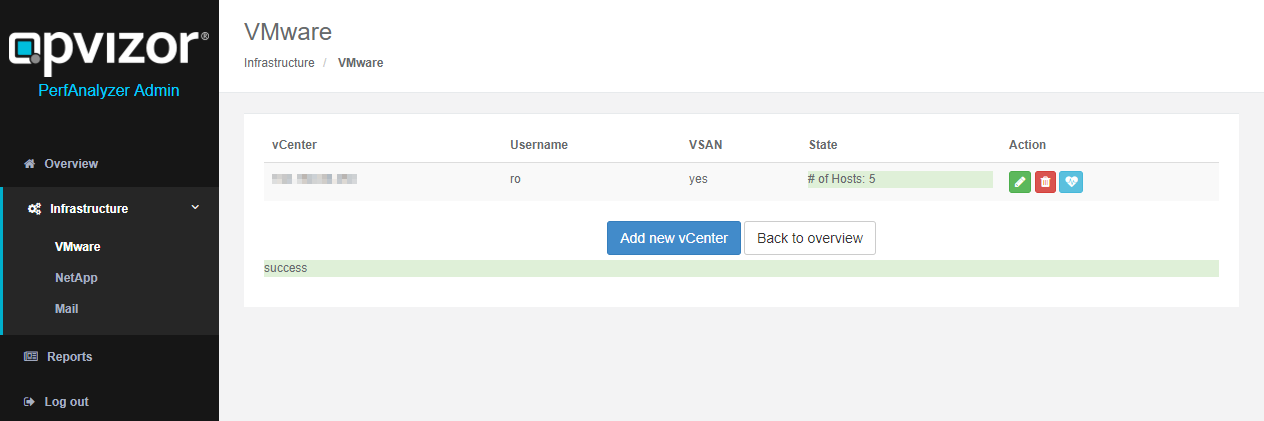 opvizor®
PerfAnalyzer Admin
Overview
Infrastructure
VMware
NetApp
Mail
Reports
Log out
VMware
Infrastructure / VMware
vCenter Username VSAN State Action
ro yes # of Hosts: 5
Add new vCenter Back to overview
success